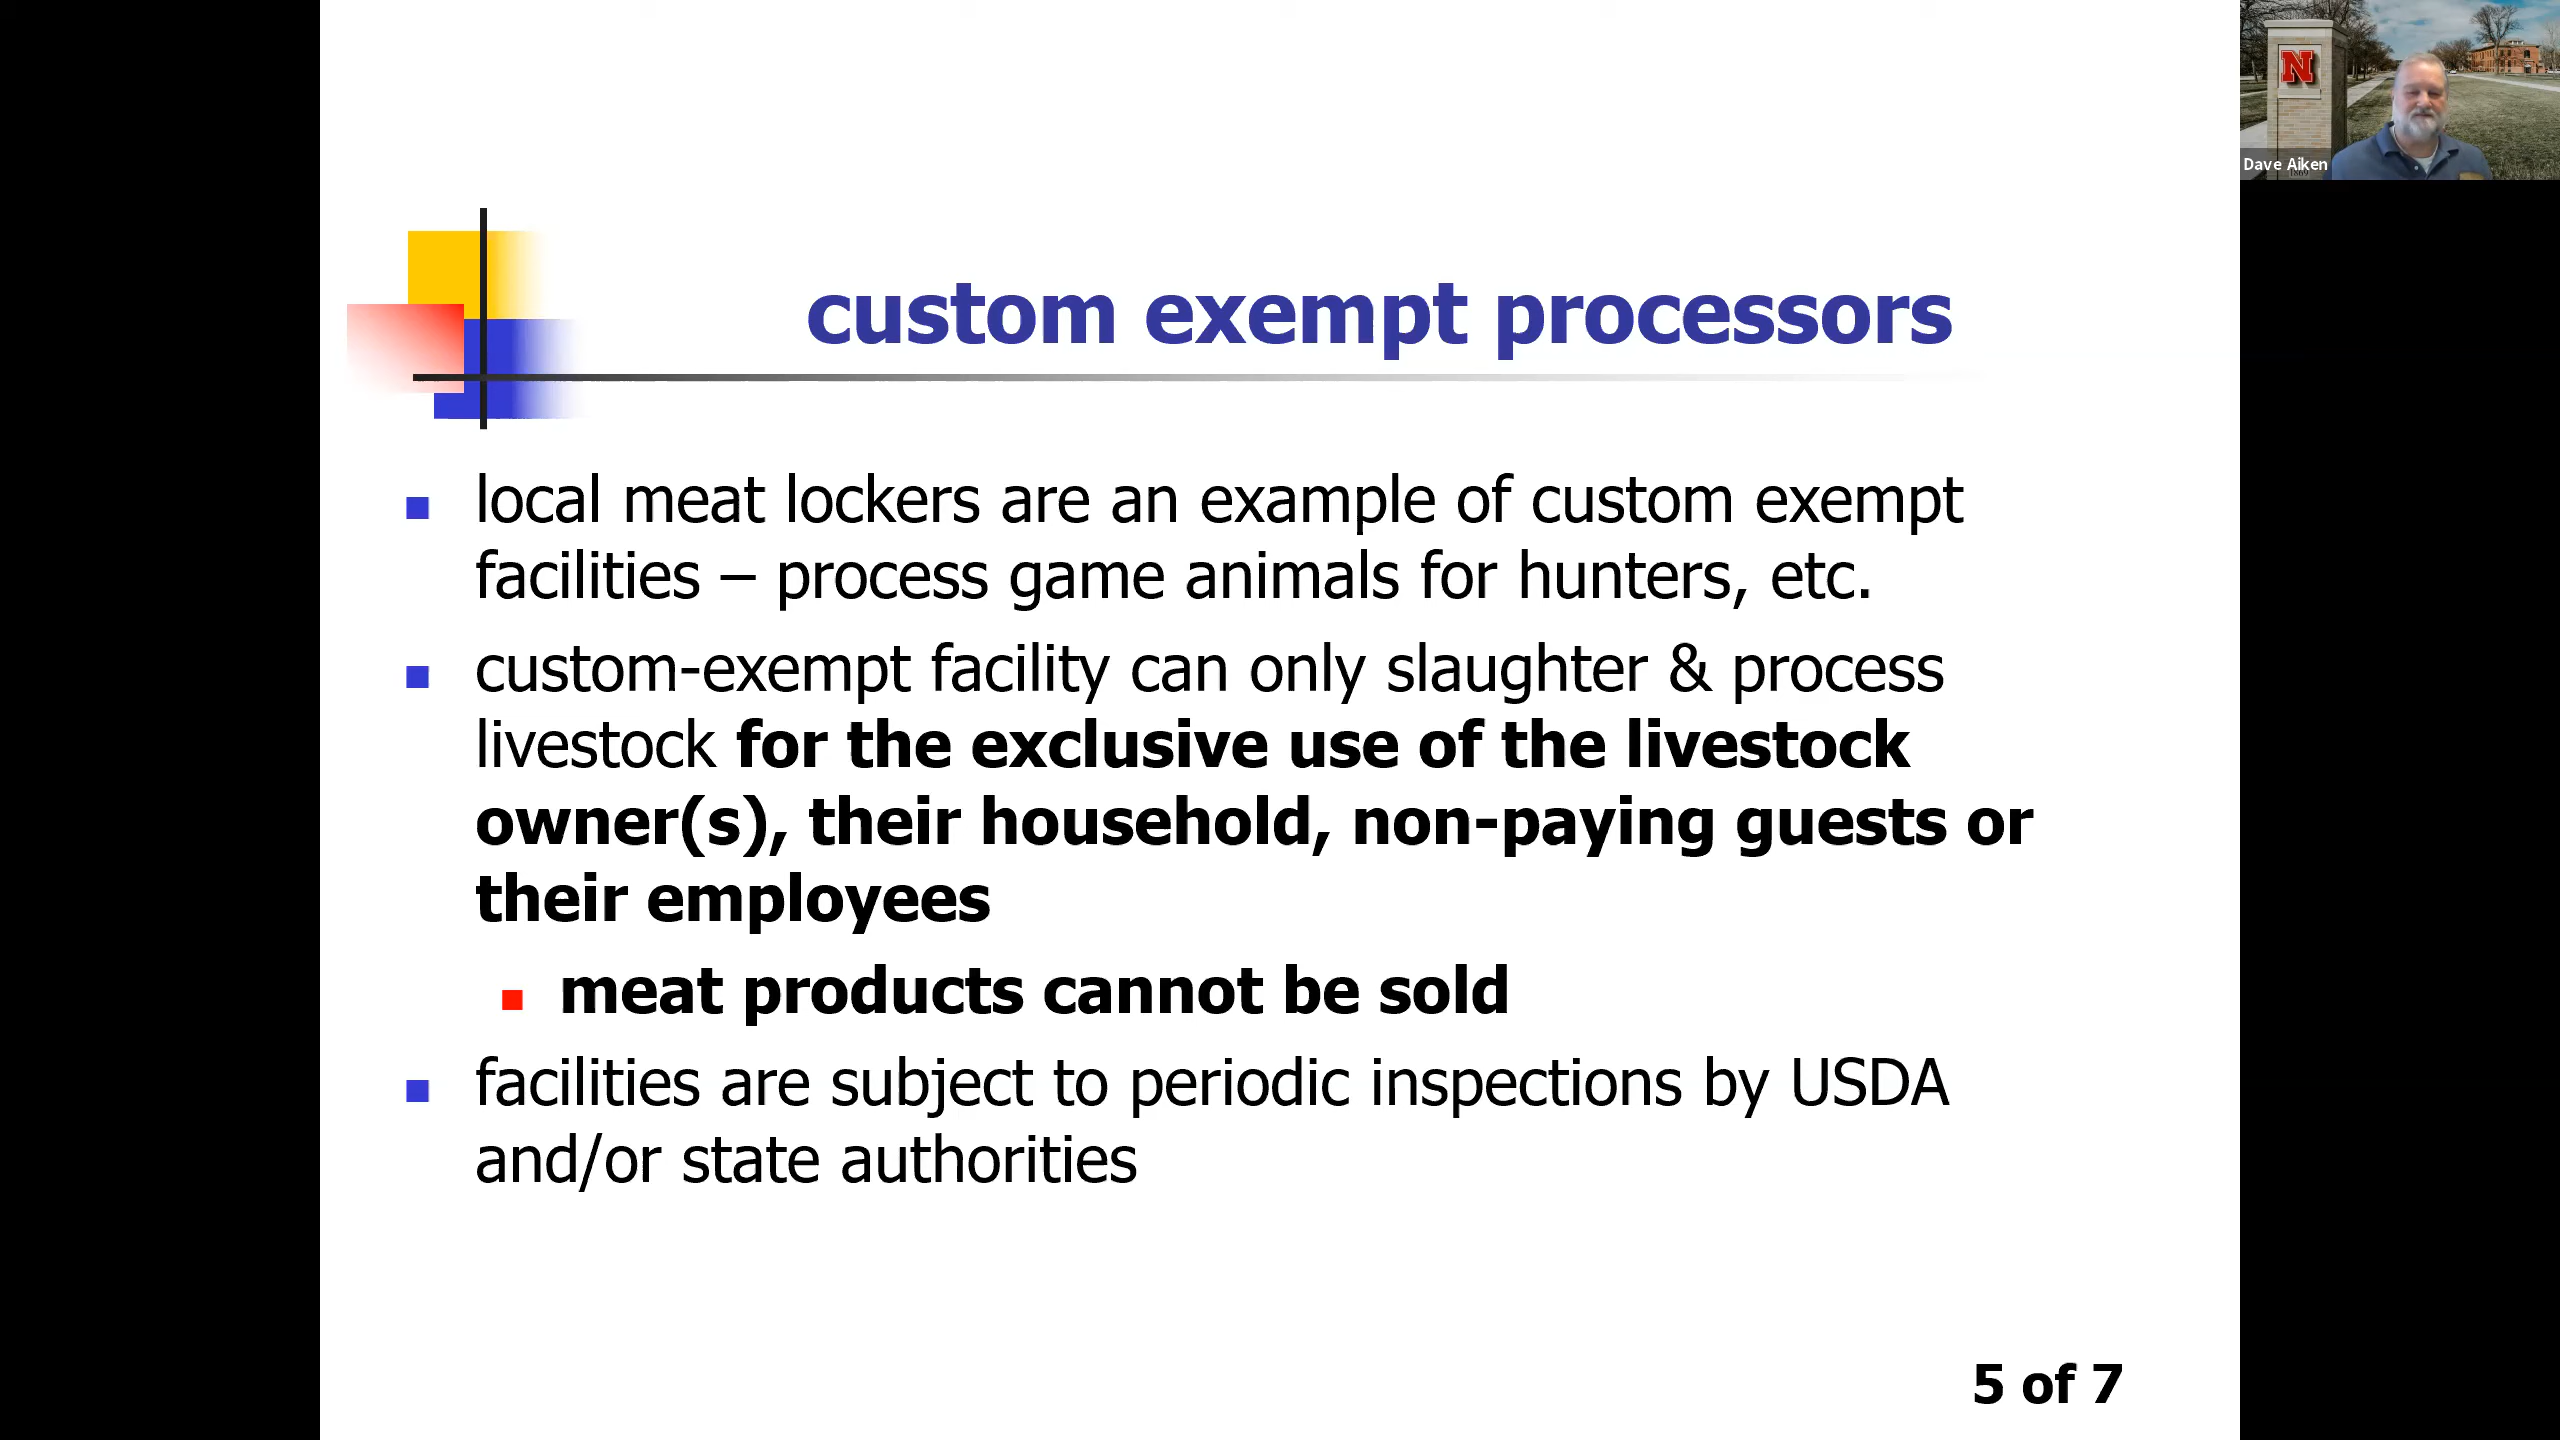 custom exempt processors
local meat lockers are an example of custom exempt
facilities – process game animals for hunters, etc.
custom-exempt facility can only slaughter & process
livestock for the exclusive use of the livestock
owner(s), their household, non-paying guests or
their employees
meat products cannot be sold
facilities are subject to periodic inspections by USDA
and/or state authorities
5 of 7
N
Dave Aiken
1869